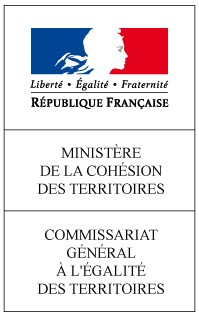 Liberté • Égalité • Fraternité
RÉPUBLIQUE FRANÇAISE
MINISTÈRE
DE LA COHÉSION
DES TERRITOIRES
COMMISSARIAT
GÉNÉRAL
À L'ÉGALITÉ
DES TERRITOIRES